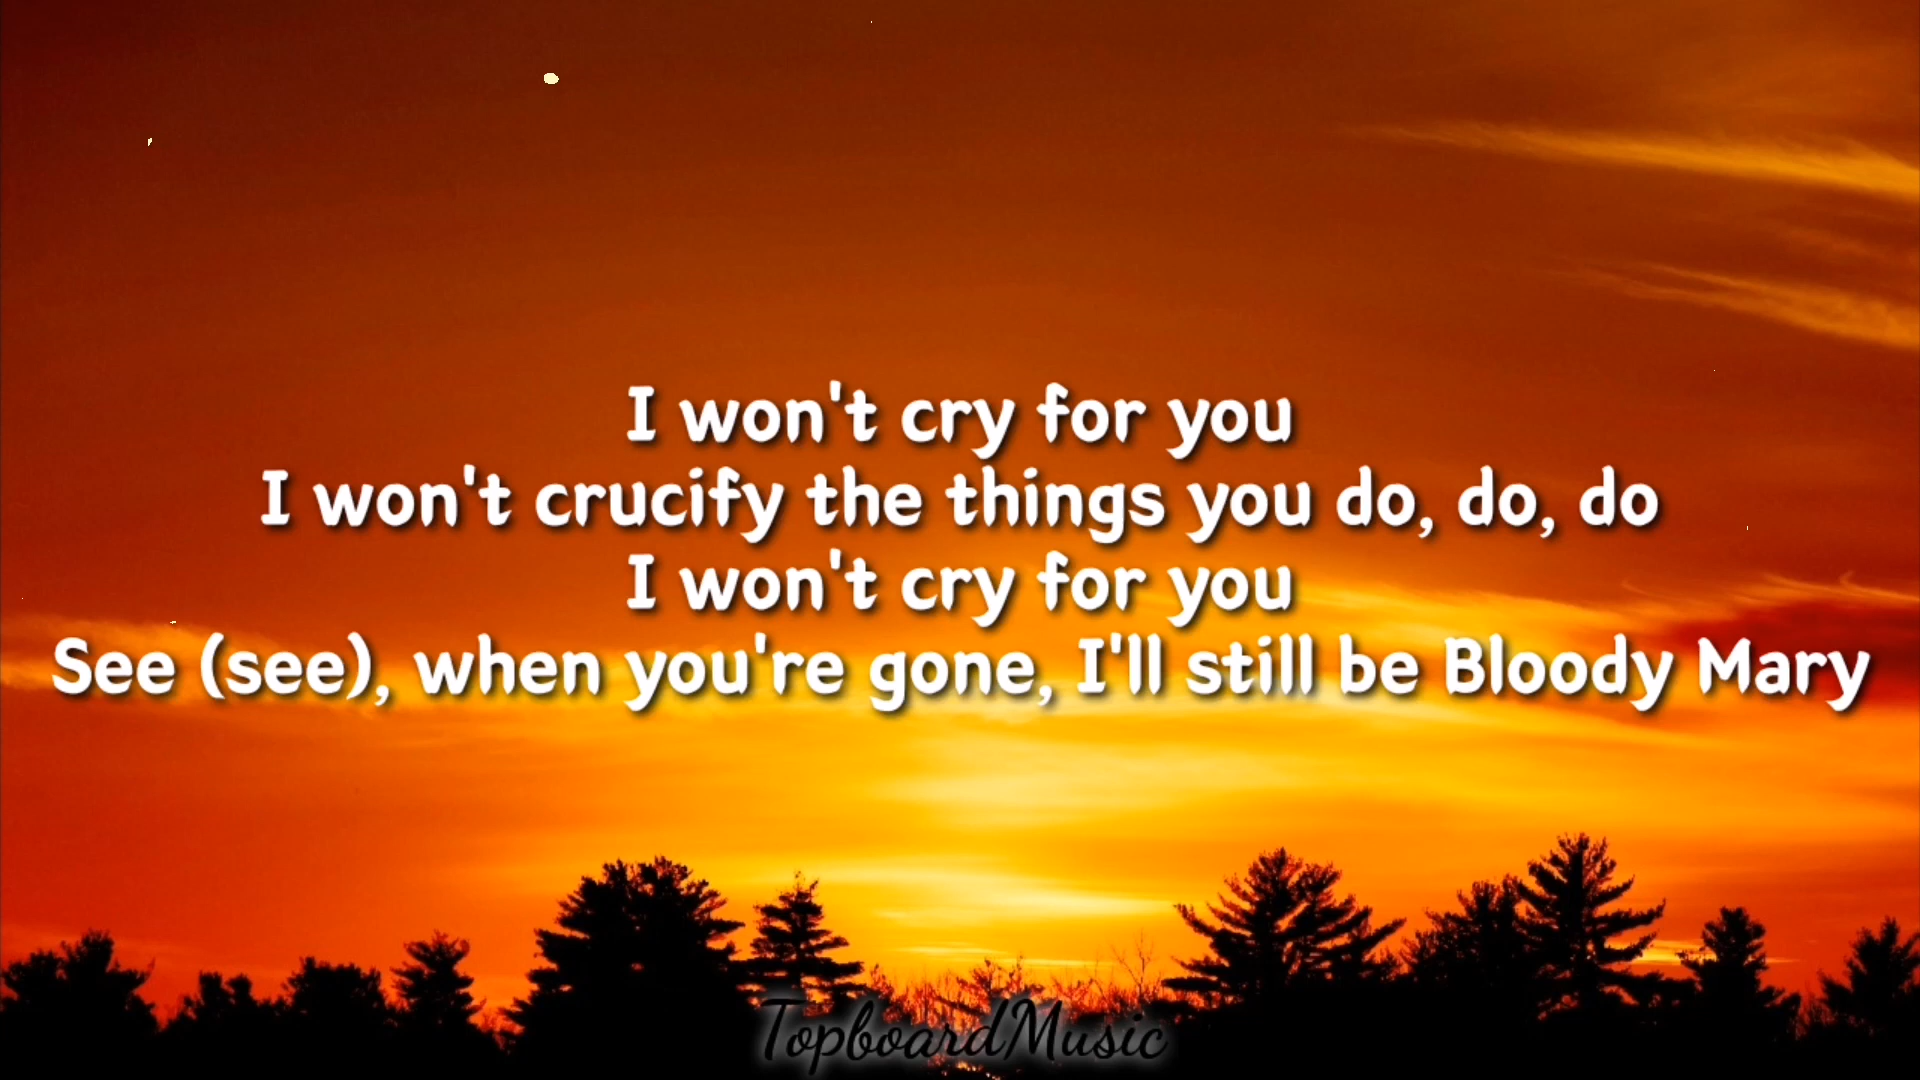 I won't cry for you
I won't crucify the things you do, do, do
I won't cry for you
See (see), when you're gone, I'll still be Bloody Mary
TopboardMusic